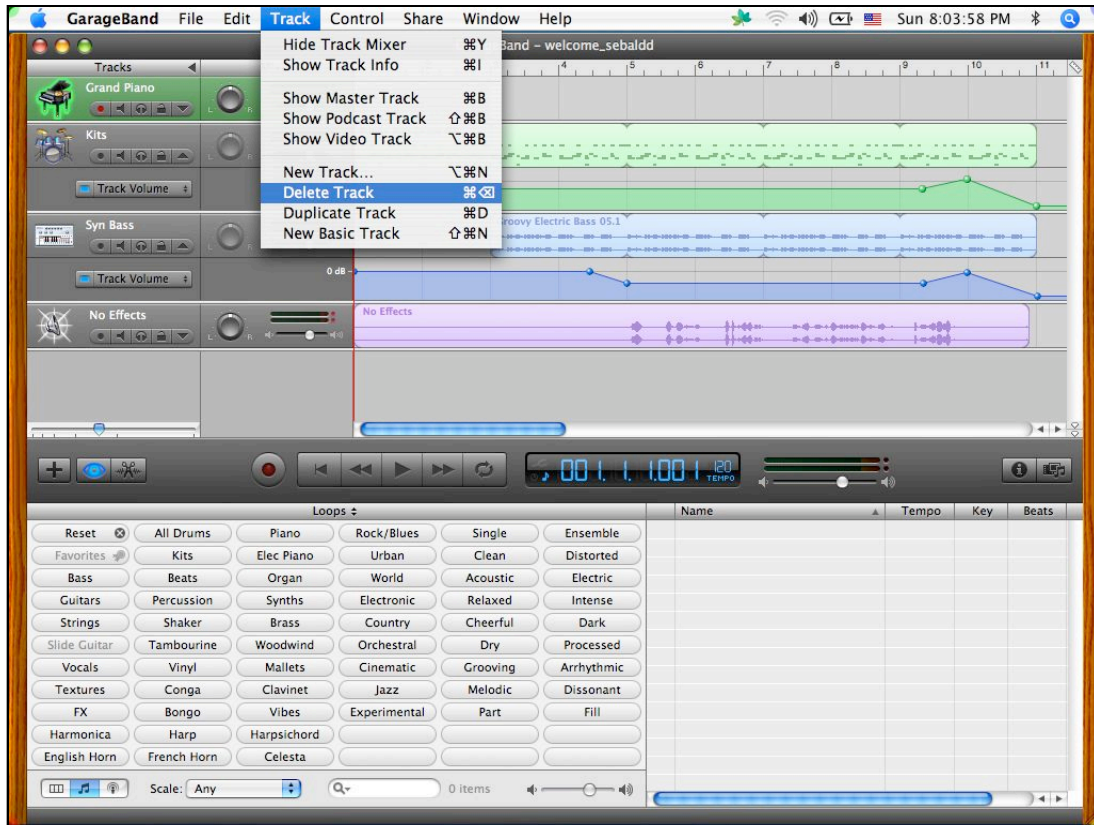 GarageBand File Edit Track Control Share Window Help Sun 8:03:58 PM
Band – welcome_sebaldd
Hide Track Mixer ⌘Y
Show Track Info ⌘I
Show Master Track ⌘B
Show Podcast Track ⇧⌘B
Show Video Track ⌥⌘B
New Track... ⌥⌘N
Delete Track ⌘⌫
Duplicate Track ⌘D
New Basic Track ⇧⌘N
Tracks
4 5 6 7 8 9 10 11
Grand Piano
L R
Kits
L R
Track Volume
Syn Bass
L R
Groovy Electric Bass 05.1
Track Volume
0 dB
No Effects
L R
No Effects
001. 1. 1.001 120
TEMPO
Loops
Name Tempo Key Beats
Reset All Drums Piano Rock/Blues Single Ensemble
Favorites Kits Elec Piano Urban Clean Distorted
Bass Beats Organ World Acoustic Electric
Guitars Percussion Synths Electronic Relaxed Intense
Strings Shaker Brass Country Cheerful Dark
Slide Guitar Tambourine Woodwind Orchestral Dry Processed
Vocals Vinyl Mallets Cinematic Grooving Arrhythmic
Textures Conga Clavinet Jazz Melodic Dissonant
FX Bongo Vibes Experimental Part Fill
Harmonica Harp Harpsichord
English Horn French Horn Celesta
Scale: Any 0 items